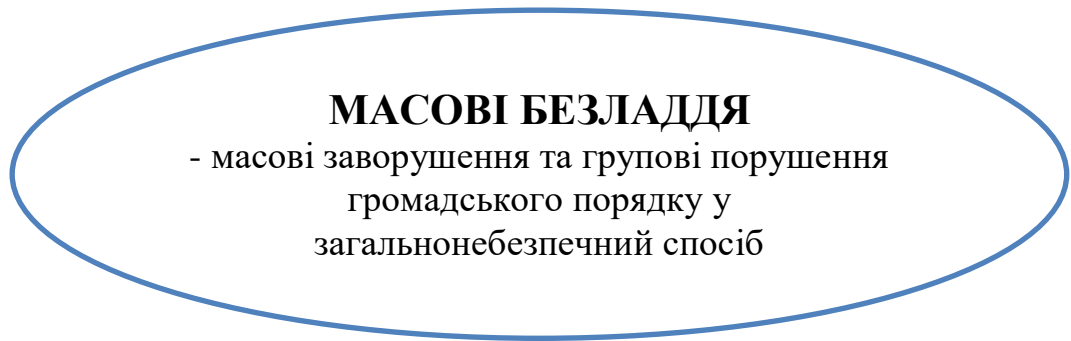 МАСОВІ БЕЗЛАДДЯ
- масові заворушення та групові порушення
громадського порядку у
загальнонебезпечний спосіб